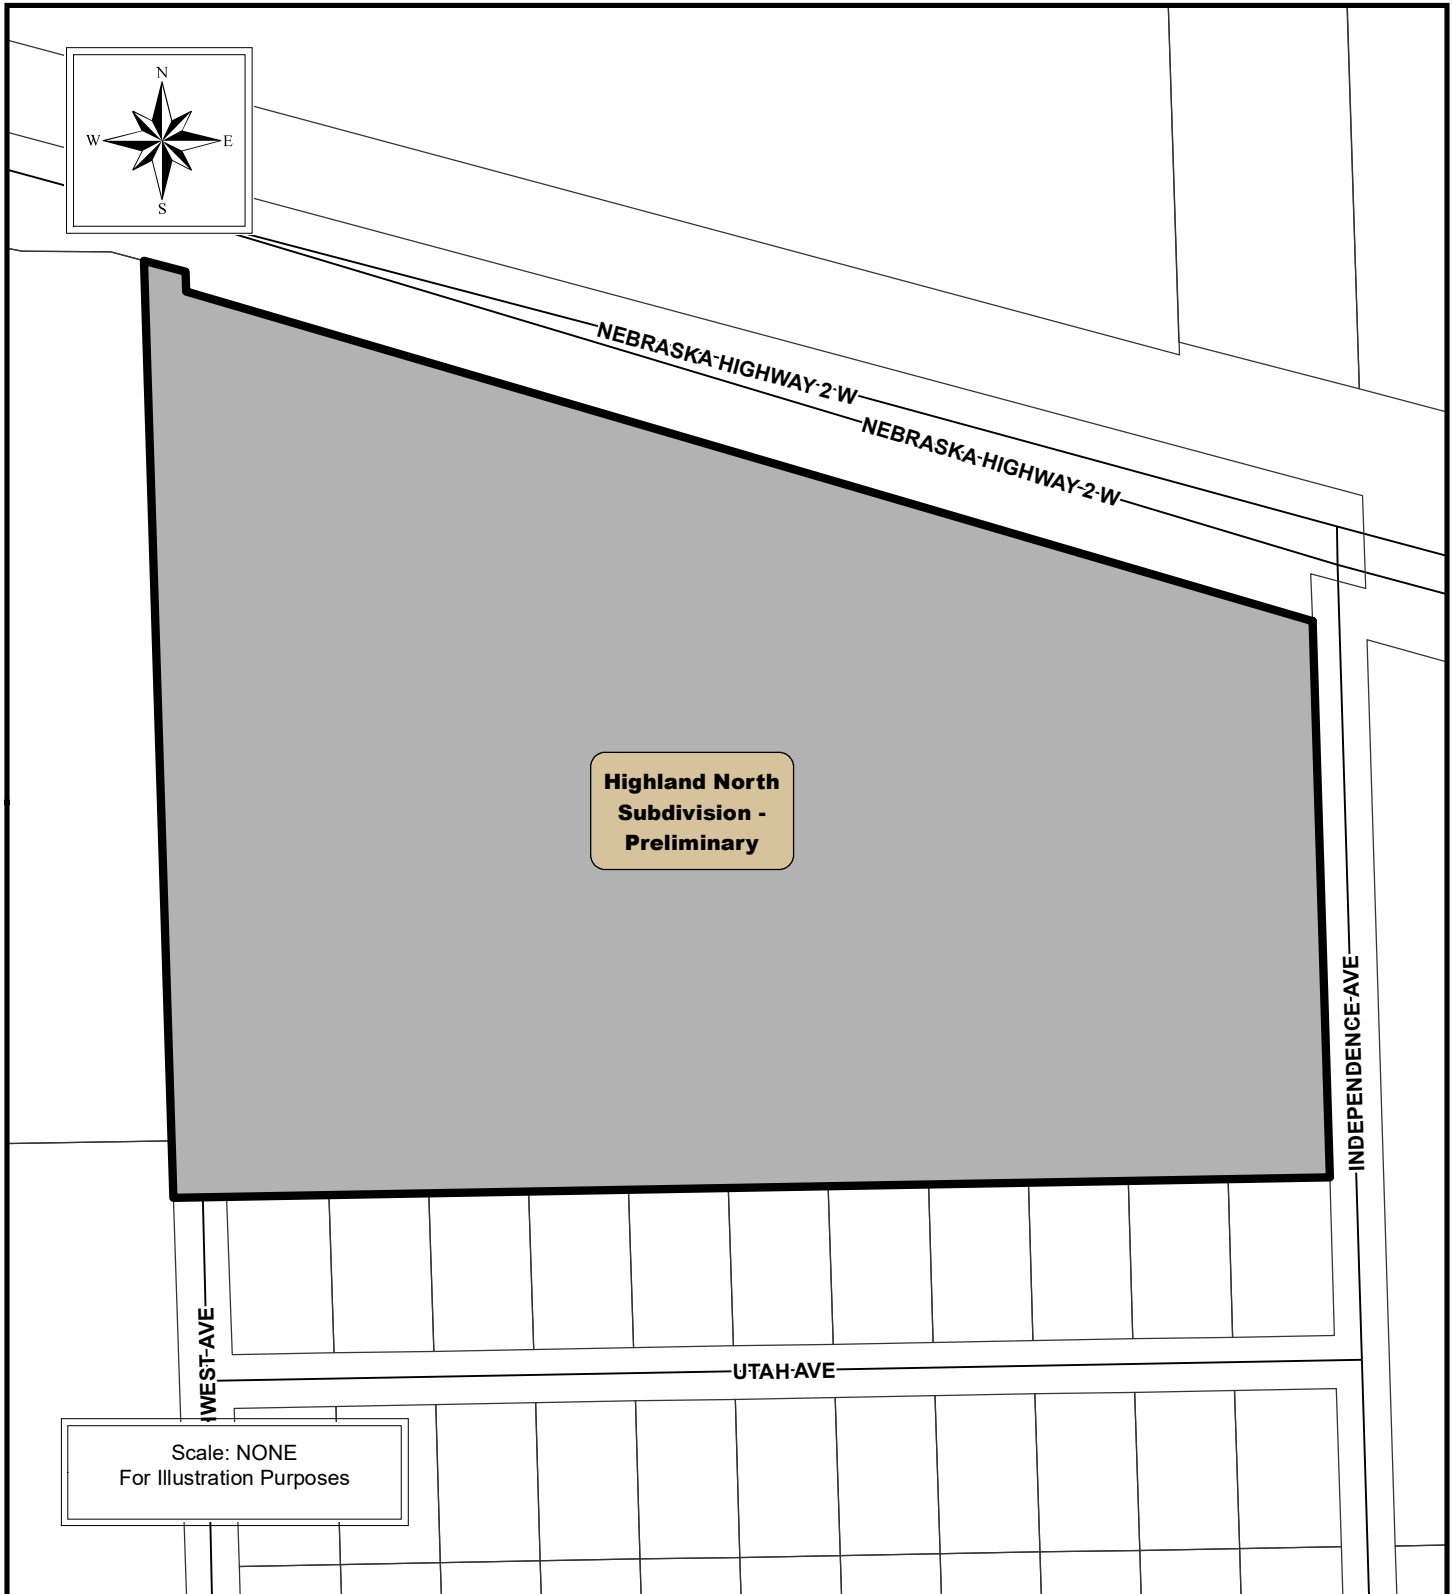 N
W E
S
NEBRASKA HIGHWAY 2 W
NEBRASKA HIGHWAY 2 W
Highland North
Subdivision -
Preliminary
INDEPENDENCE AVE
WEST AVE
UTAH AVE
Scale: NONE
For Illustration Purposes